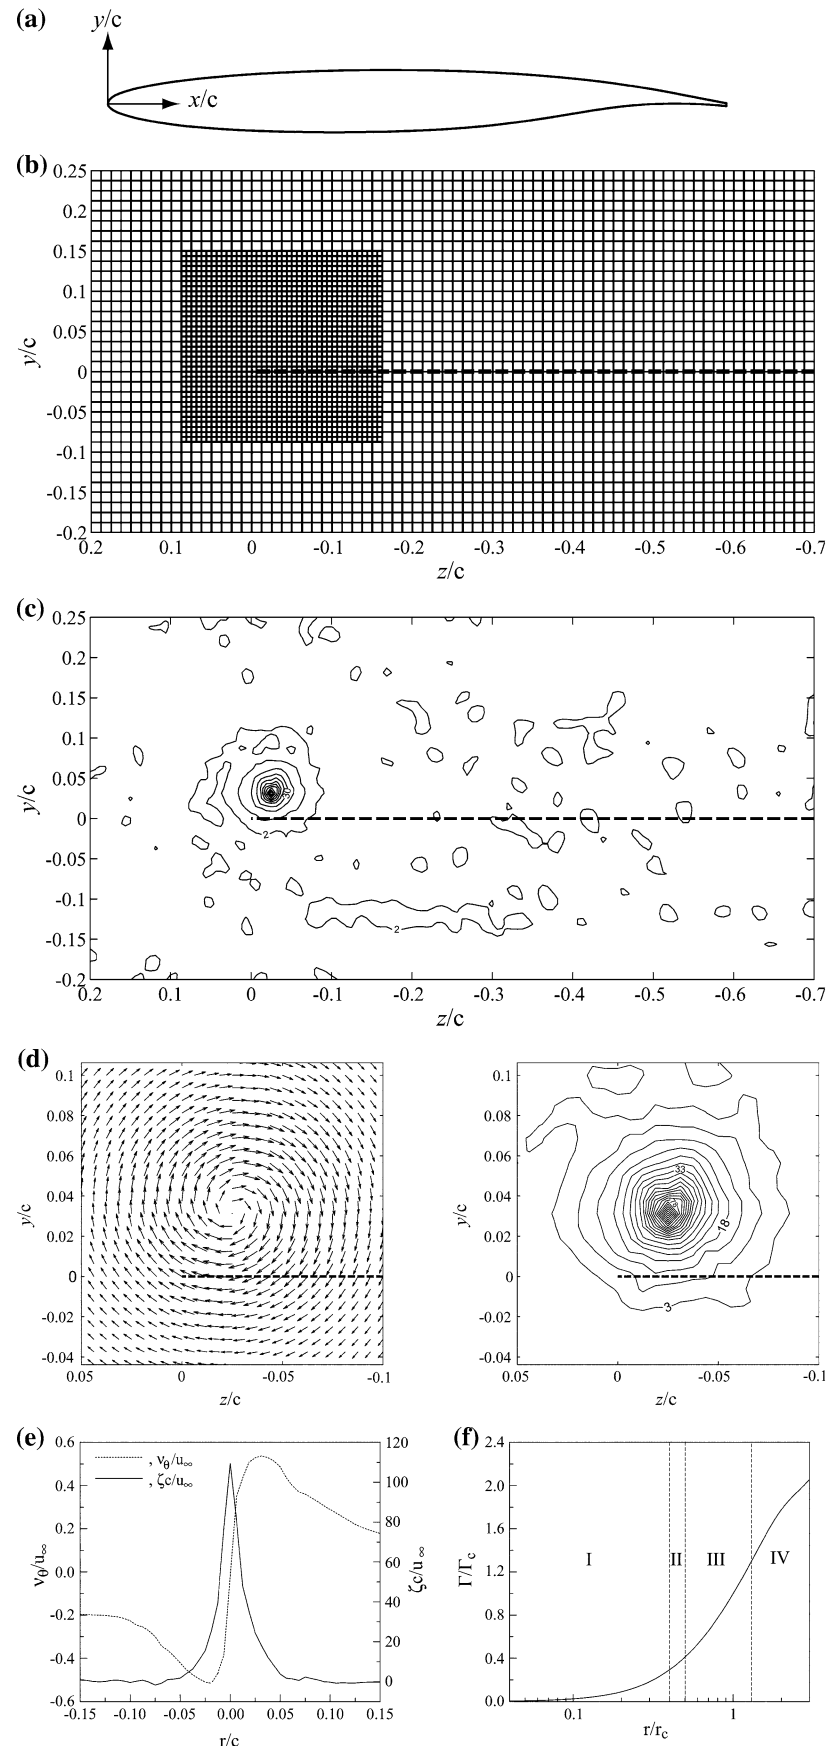 (a)
y/c
x/c
(b)
0.25
0.2
0.15
0.1
0.05
0
-0.05
-0.1
-0.15
-0.2
y/c
0.2 0.1 0 -0.1 -0.2 -0.3 -0.4 -0.5 -0.6 -0.7
z/c
(c)
0.25
0.2
0.15
0.1
0.05
0
-0.05
-0.1
-0.15
-0.2
y/c
30
2
2
0.2 0.1 0 -0.1 -0.2 -0.3 -0.4 -0.5 -0.6 -0.7
z/c
(d)
0.1
0.08
0.06
0.04
0.02
0
-0.02
-0.04
y/c
0.05 0 -0.05 -0.1
z/c
0.1
0.08
0.06
0.04
0.02
0
-0.02
-0.04
y/c
33
18
3
0.05 0 -0.05 -0.1
z/c
(e)
0.6
0.4
0.2
0.0
-0.2
-0.4
-0.6
ν_θ/u_∞
, ν_θ/u_∞
, ζc/u_∞
120
100
80
60
40
20
0
ζc/u_∞
-0.15 -0.10 -0.05 0.00 0.05 0.10 0.15
r/c
(f)
2.4
2.0
1.6
1.2
0.8
0.4
0.0
Γ/Γ_c
I II III IV
0.1 1
r/r_c